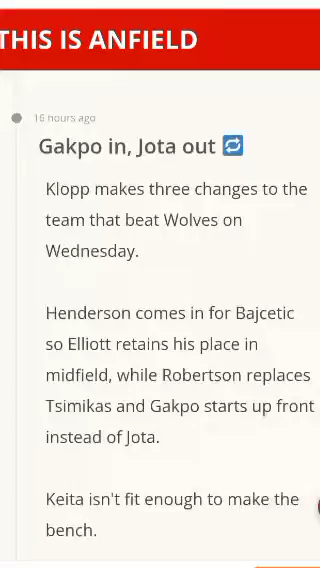 THIS IS ANFIELD
16 hours ago
Gakpo in, Jota out 🔁
Klopp makes three changes to the
team that beat Wolves on
Wednesday.
Henderson comes in for Bajcetic
so Elliott retains his place in
midfield, while Robertson replaces
Tsimikas and Gakpo starts up front
instead of Jota.
Keita isn't fit enough to make the
bench.